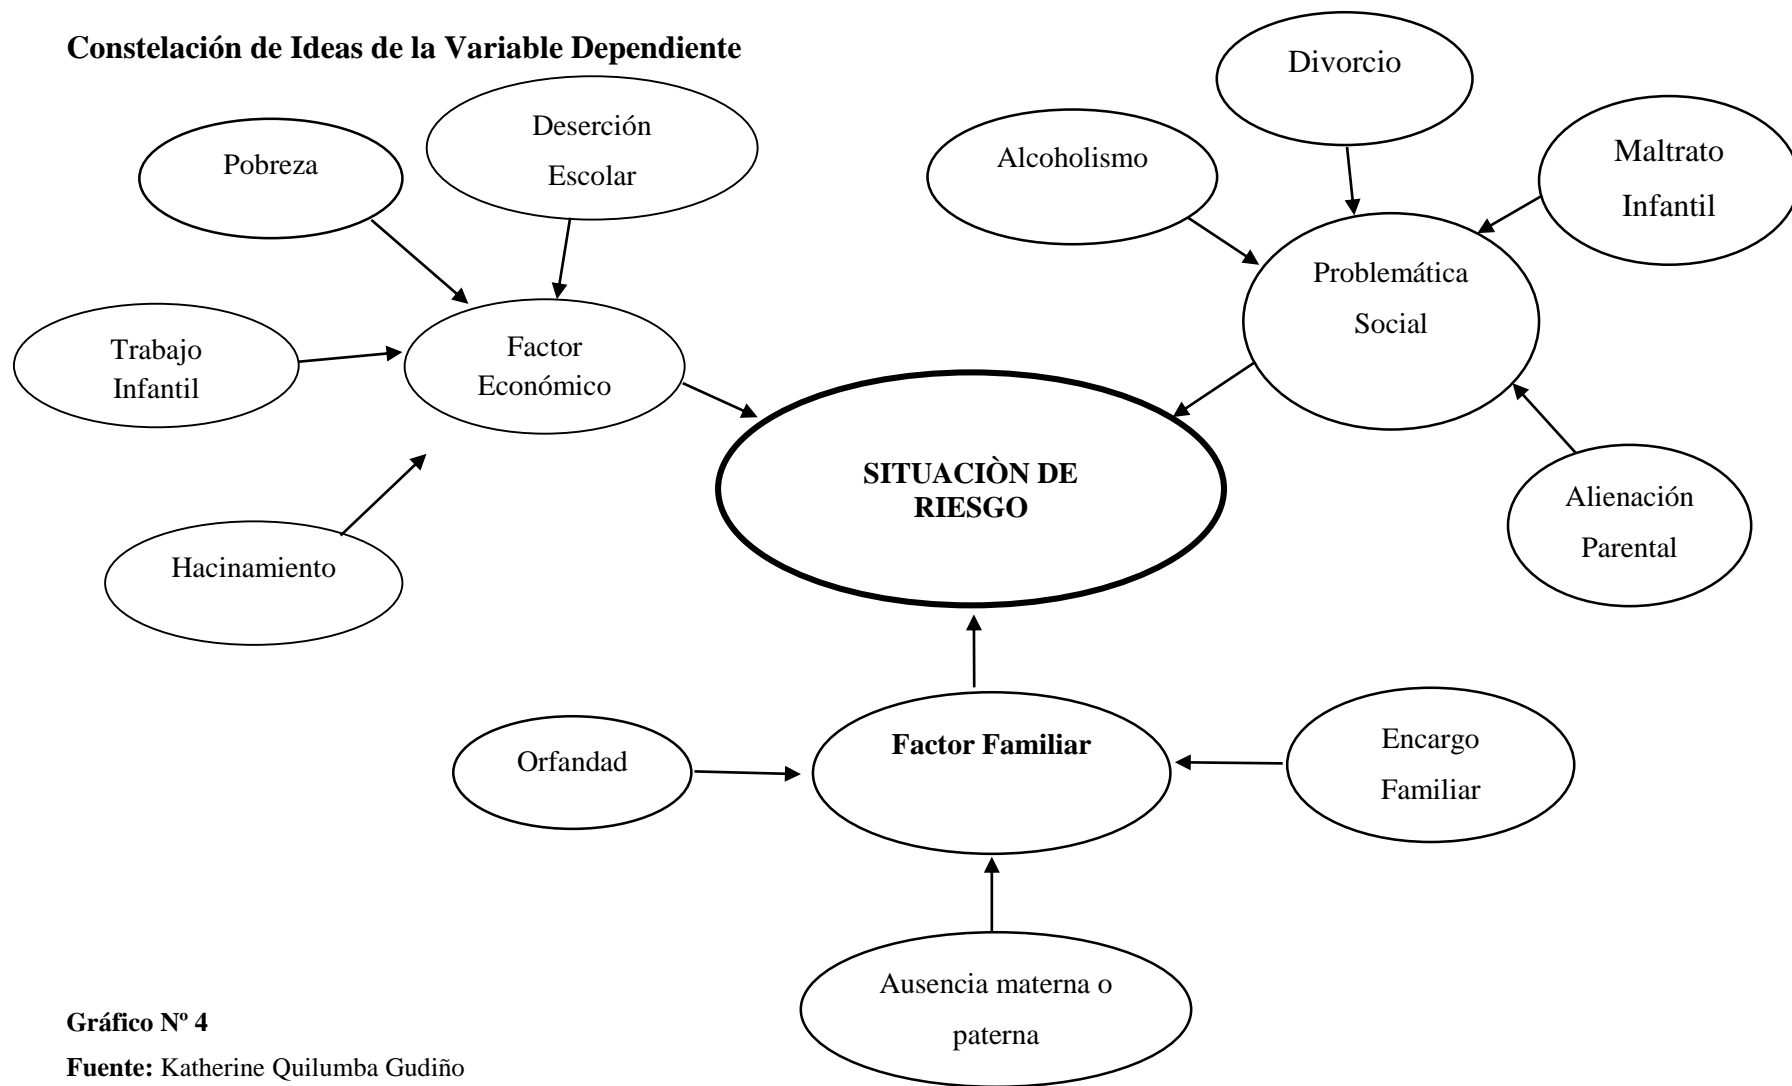 Constelación de Ideas de la Variable Dependiente
Divorcio
Deserción
Escolar
Pobreza
Alcoholismo
Maltrato
Infantil
Problemática
Social
Trabajo
Infantil
Factor
Económico
SITUACIÒN DE
RIESGO
Alienación
Parental
Hacinamiento
Orfandad
Factor Familiar
Encargo
Familiar
Ausencia materna o
paterna
Gráfico Nº 4
Fuente: Katherine Quilumba Gudiño